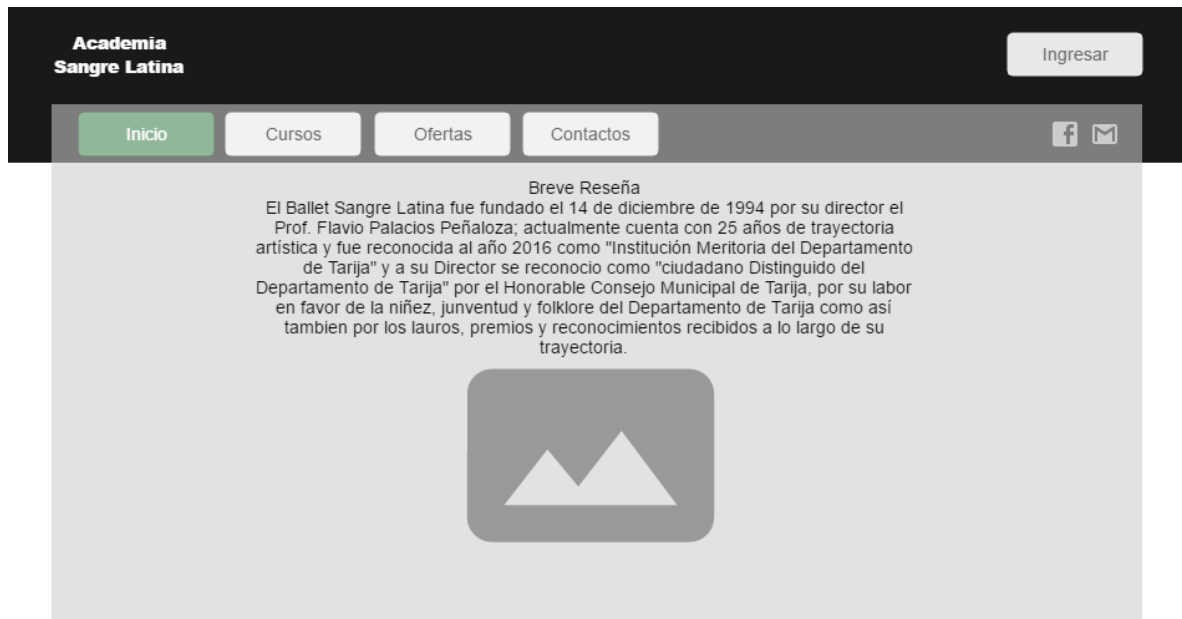 Academia
Sangre Latina
Ingresar
Inicio
Cursos
Ofertas
Contactos
Breve Reseña
El Ballet Sangre Latina fue fundado el 14 de diciembre de 1994 por su director el
Prof. Flavio Palacios Peñaloza; actualmente cuenta con 25 años de trayectoria
artística y fue reconocida al año 2016 como "Institución Meritoria del Departamento
de Tarija" y a su Director se reconocio como "ciudadano Distinguido del
Departamento de Tarija" por el Honorable Consejo Municipal de Tarija, por su labor
en favor de la niñez, junventud y folklore del Departamento de Tarija como así
tambien por los lauros, premios y reconocimientos recibidos a lo largo de su
trayectoria.